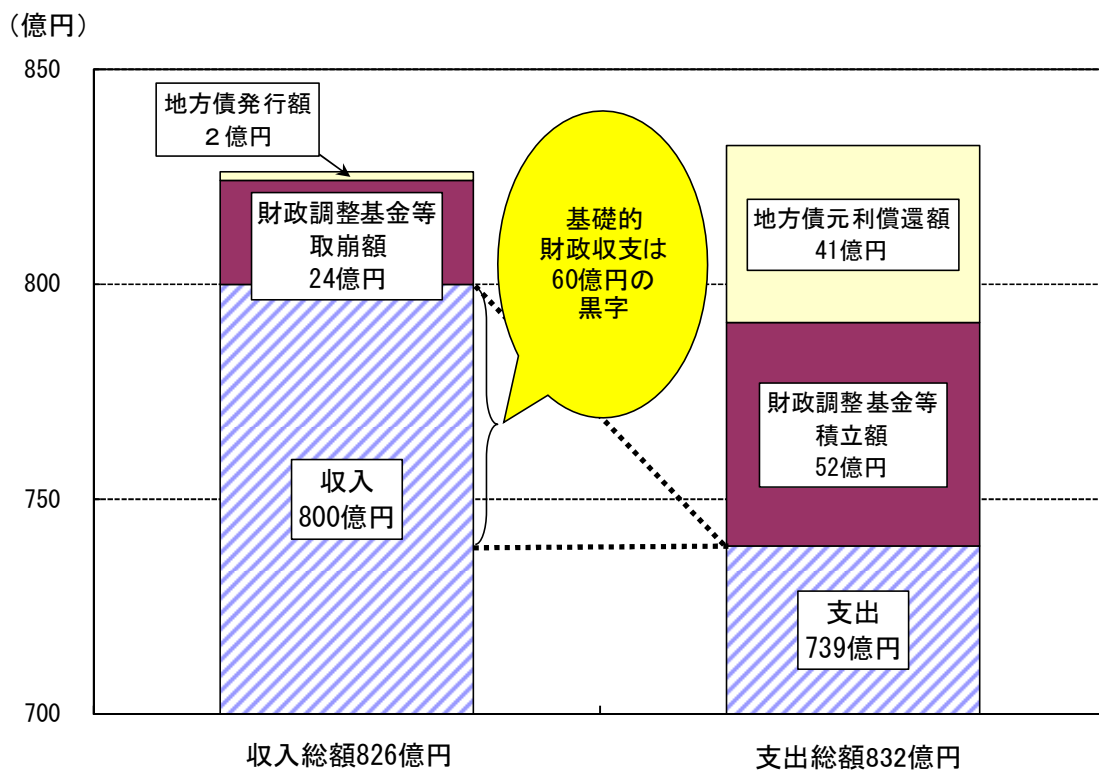 （億円）
850
800
750
700
地方債発行額
２億円
財政調整基金等
取崩額
24億円
収入
800億円
基礎的
財政収支は
60億円の
黒字
地方債元利償還額
41億円
財政調整基金等
積立額
52億円
支出
739億円
収入総額826億円
支出総額832億円